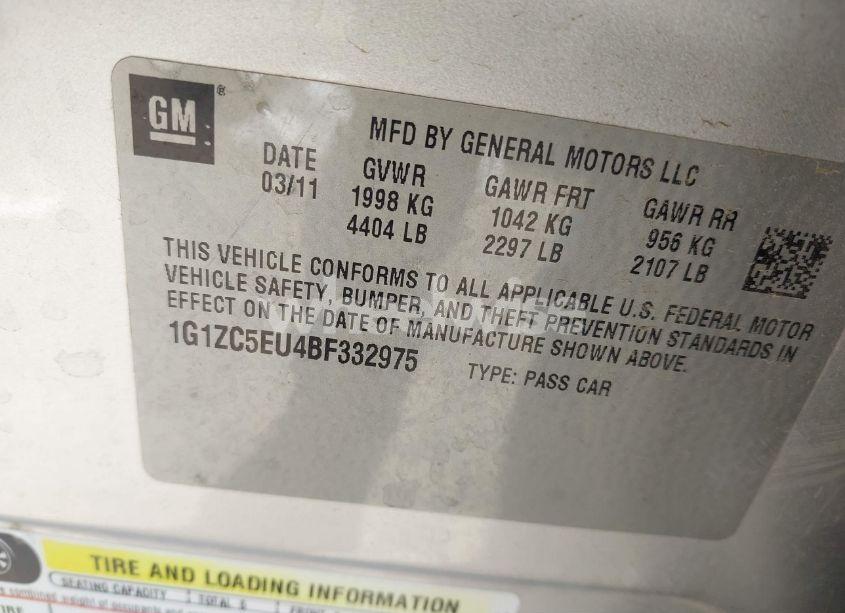 GM
MFD BY GENERAL MOTORS LLC
DATE GVWR GAWR FRT GAWR RR
03/11 1998 KG 1042 KG 956 KG
4404 LB 2297 LB 2107 LB
THIS VEHICLE CONFORMS TO ALL APPLICABLE U.S. FEDERAL MOTOR
VEHICLE SAFETY, BUMPER, AND THEFT PREVENTION STANDARDS IN
EFFECT ON THE DATE OF MANUFACTURE SHOWN ABOVE.
1G1ZC5EU4BF332975 TYPE: PASS CAR
TIRE AND LOADING INFORMATION
SEATING CAPACITY TOTAL 5